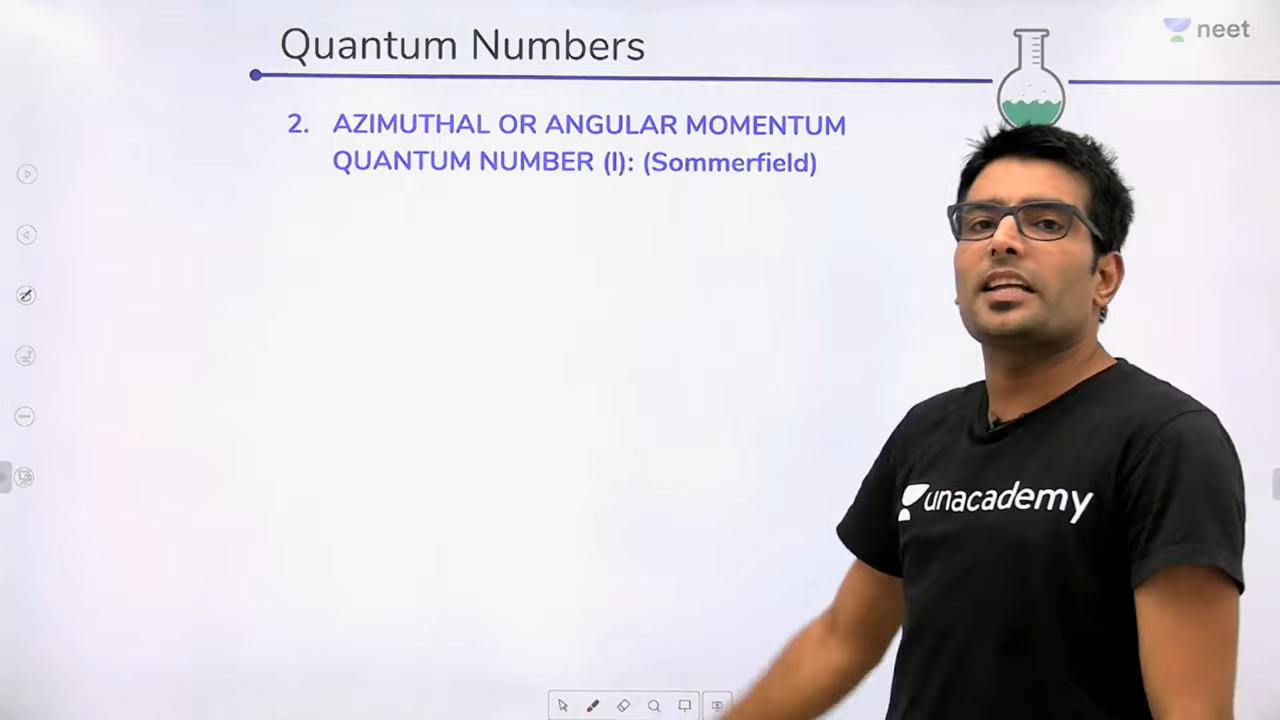 Quantum Numbers
neet
2. AZIMUTHAL OR ANGULAR MOMENTUM
QUANTUM NUMBER (l): (Sommerfield)
unacademy